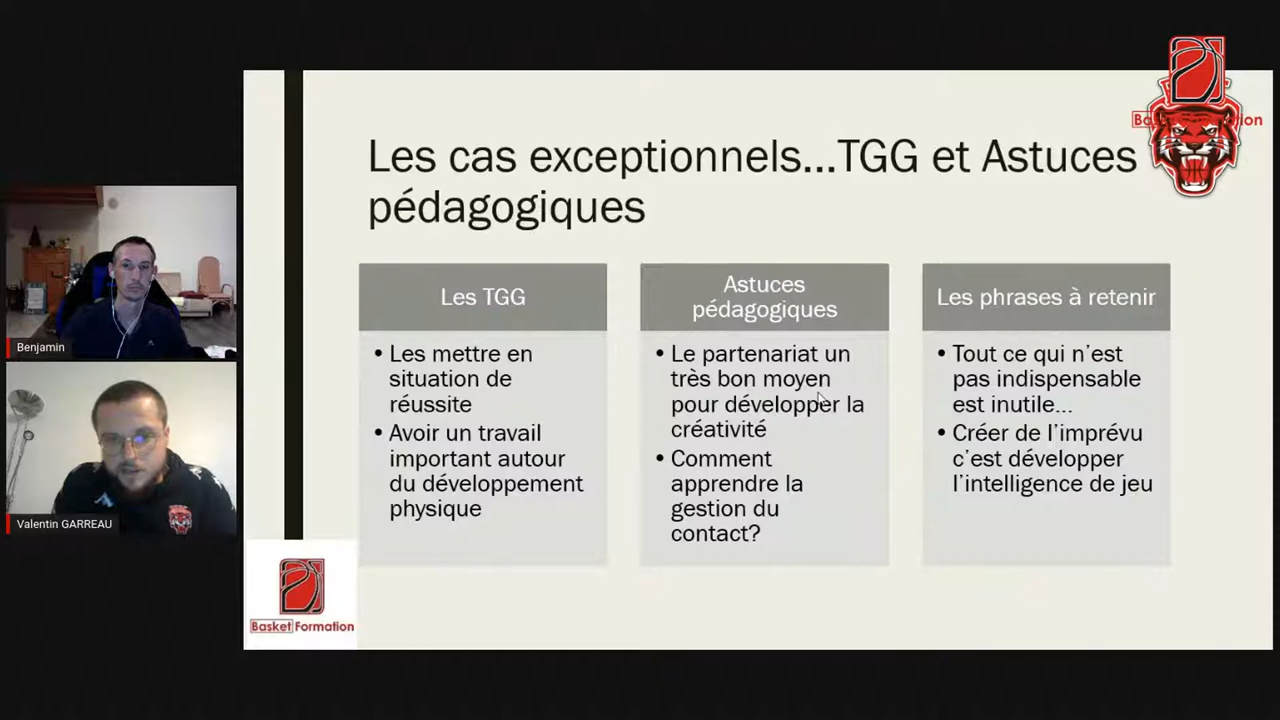 Les cas exceptionnels...TGG et Astuces
pédagogiques
Les TGG
• Les mettre en
situation de
réussite
• Avoir un travail
important autour
du développement
physique
Astuces
pédagogiques
• Le partenariat un
très bon moyen
pour développer la
créativité
• Comment
apprendre la
gestion du
contact?
Les phrases à retenir
• Tout ce qui n’est
pas indispensable
est inutile...
• Créer de l’imprévu
c’est développer
l’intelligence de jeu
Benjamin
Valentin GARREAU
Basket Formation